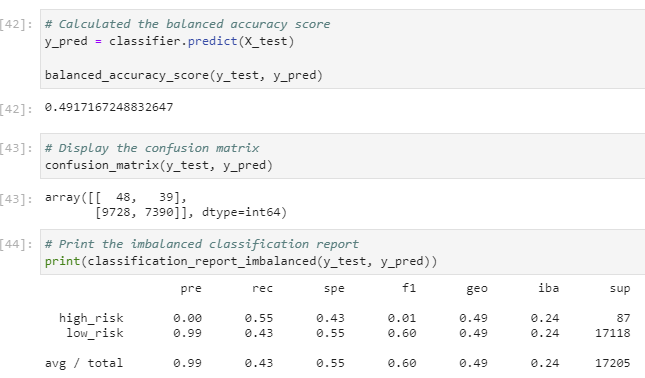 [42]: # Calculated the balanced accuracy score
y_pred = classifier.predict(X_test)
balanced_accuracy_score(y_test, y_pred)
[42]: 0.4917167248832647
[43]: # Display the confusion matrix
confusion_matrix(y_test, y_pred)
[43]: array([[  48,   39],
[9728, 7390]], dtype=int64)
[44]: # Print the imbalanced classification report
print(classification_report_imbalanced(y_test, y_pred))
pre rec spe f1 geo iba sup
high_risk 0.00 0.55 0.43 0.01 0.49 0.24 87
low_risk 0.99 0.43 0.55 0.60 0.49 0.24 17118
avg / total 0.99 0.43 0.55 0.60 0.49 0.24 17205